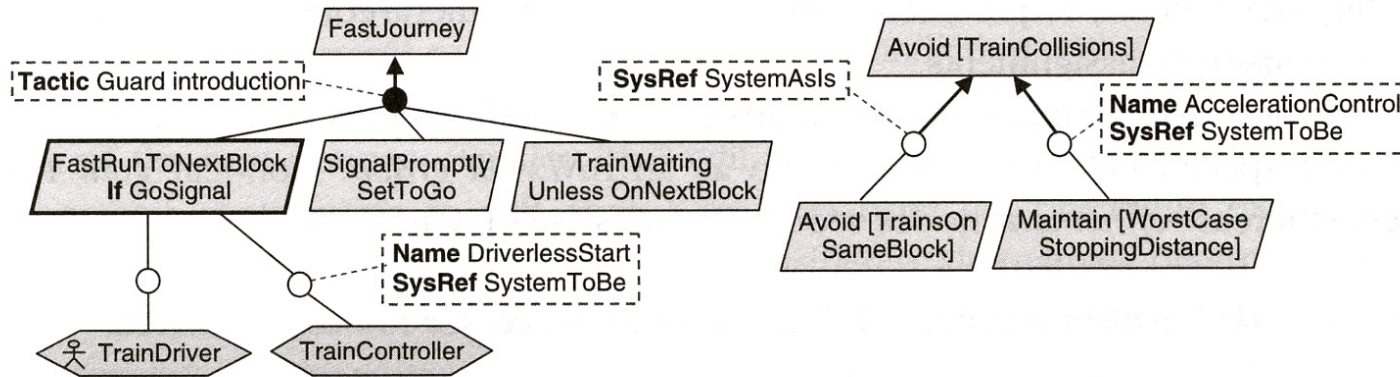 FastJourney
Tactic Guard introduction
FastRunToNextBlock
If GoSignal
SignalPromptly
SetToGo
TrainWaiting
Unless OnNextBlock
Name DriverlessStart
SysRef SystemToBe
TrainDriver
TrainController
Avoid [TrainCollisions]
SysRef SystemAsIs
Name AccelerationControl
SysRef SystemToBe
Avoid [TrainsOn
SameBlock]
Maintain [WorstCase
StoppingDistance]